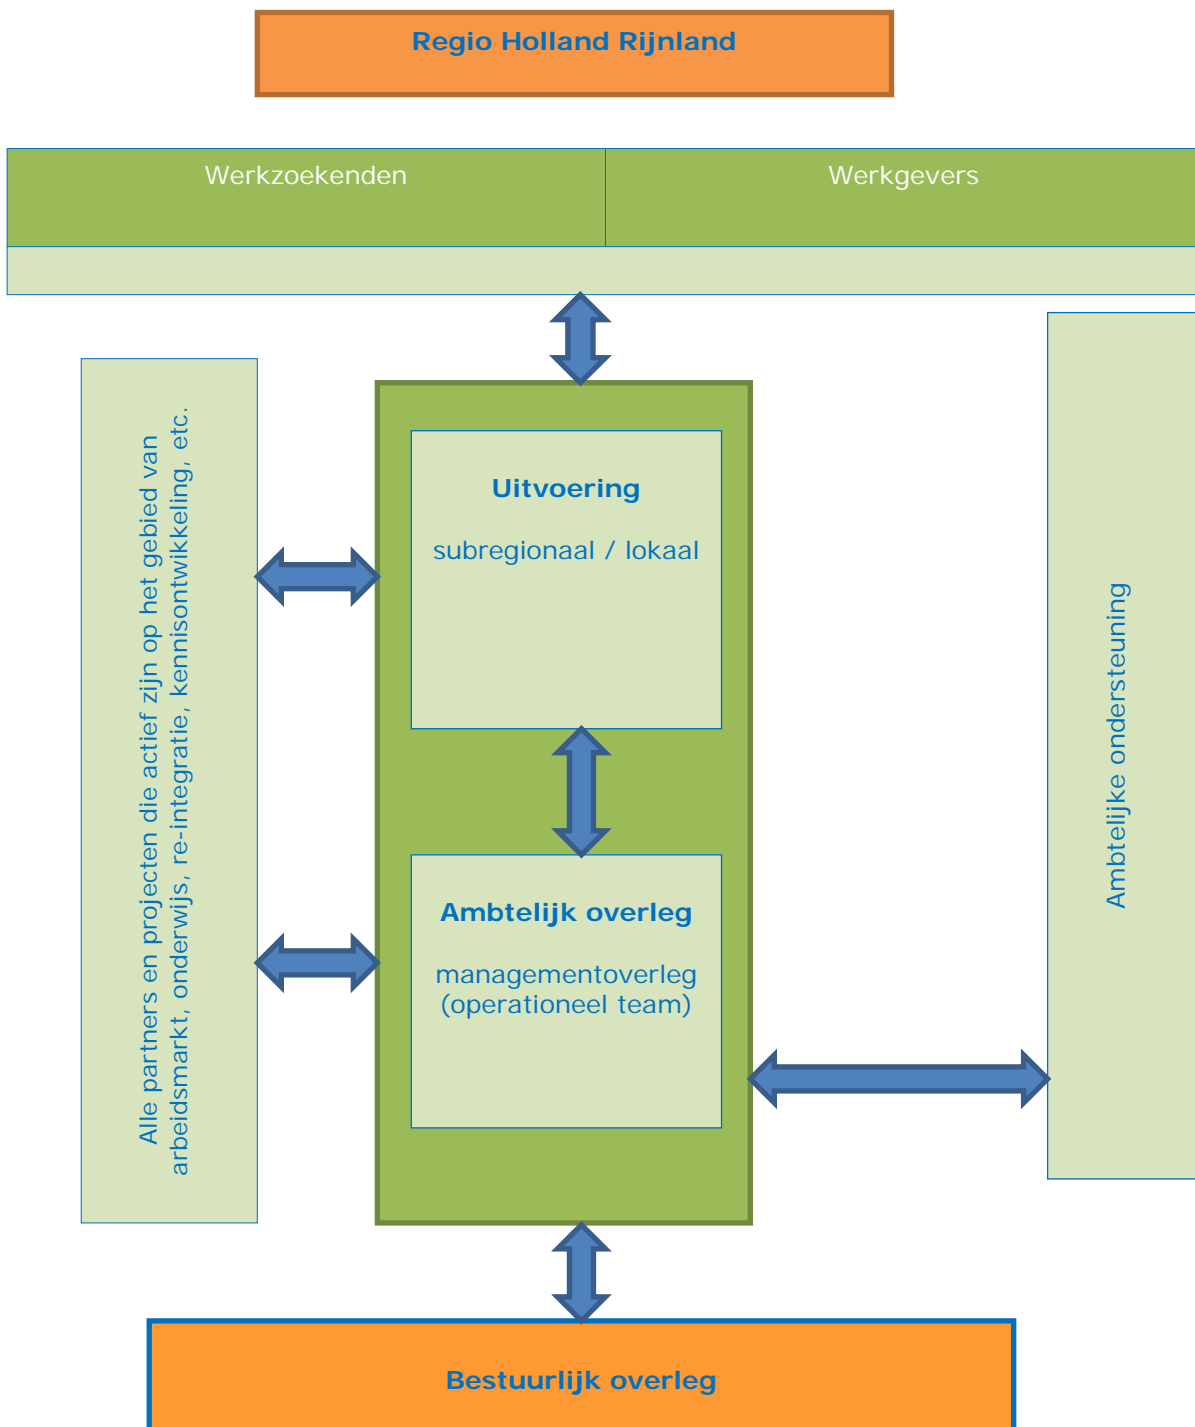 Regio Holland Rijnland
Werkzoekenden
Werkgevers
Alle partners en projecten die actief zijn op het gebied van
arbeidsmarkt, onderwijs, re-integratie, kennisontwikkeling, etc.
Uitvoering
subregionaal / lokaal
Ambtelijk overleg
managementoverleg
(operationeel team)
Ambtelijke ondersteuning
Bestuurlijk overleg